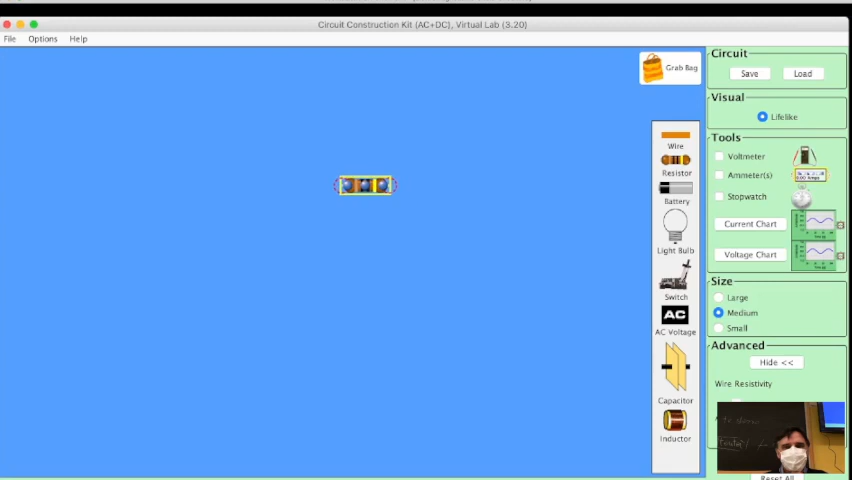 Circuit Construction Kit (AC+DC), Virtual Lab (3.20)
File Options Help
Grab Bag
Wire
Resistor
Battery
Light Bulb
Switch
AC
AC Voltage
Capacitor
Inductor
Circuit
Save Load
Visual
Lifelike
Tools
Voltmeter
Ammeter(s)
Stopwatch
Current Chart
Voltage Chart
Size
Large
Medium
Small
Advanced
Hide <<
Wire Resistivity
Reset All